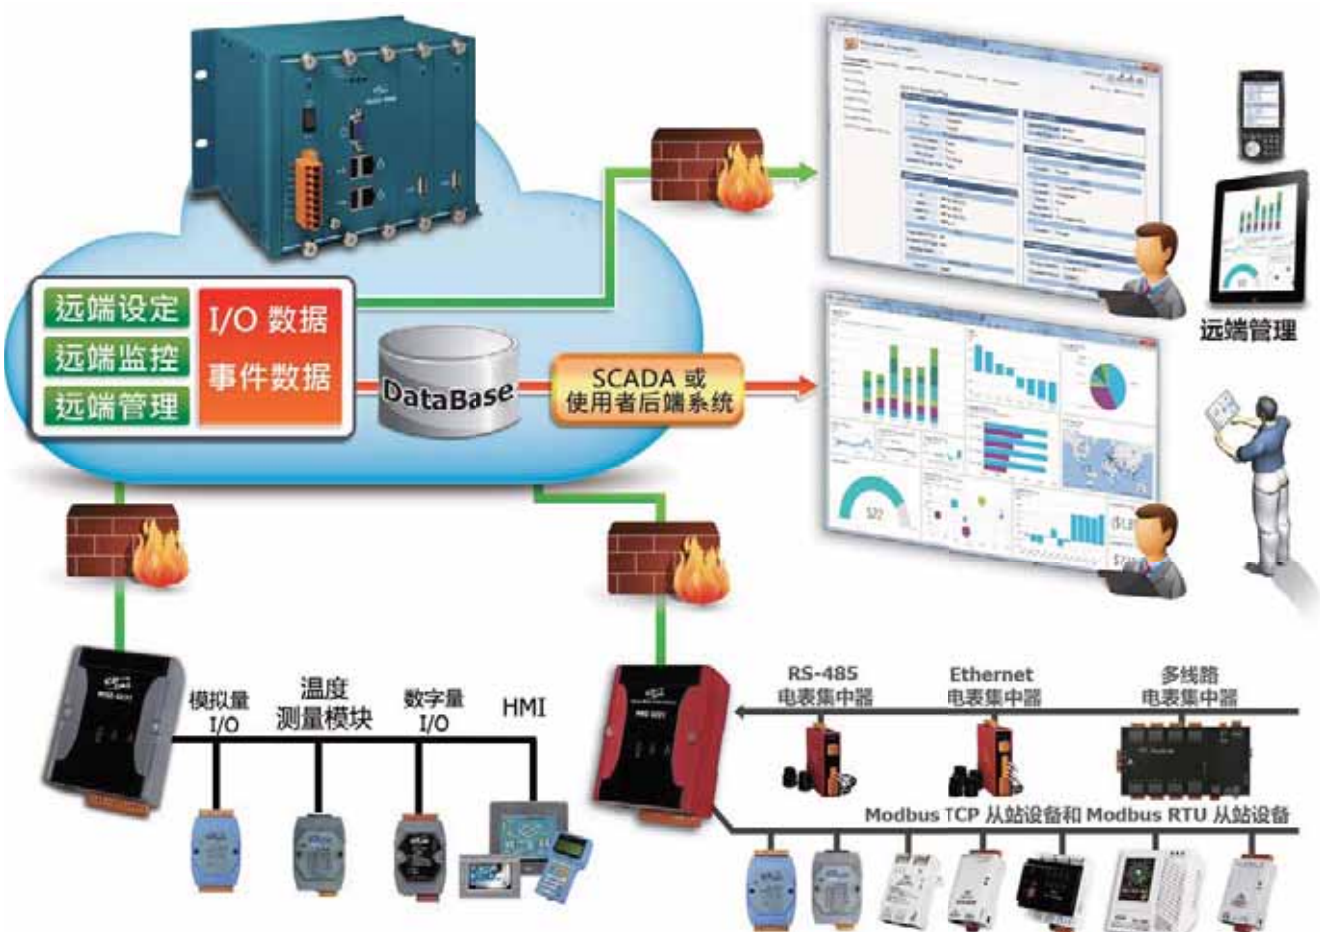 远端设定
远端监控
远端管理
I/O 数据
事件数据
DataBase
SCADA 或
使用者后端系统
远端管理
模拟量
I/O
温度
测量模块
数字量
I/O
HMI
RS-485
电表集中器
Ethernet
电表集中器
多线路
电表集中器
Modbus TCP 从站设备和 Modbus RTU 从站设备